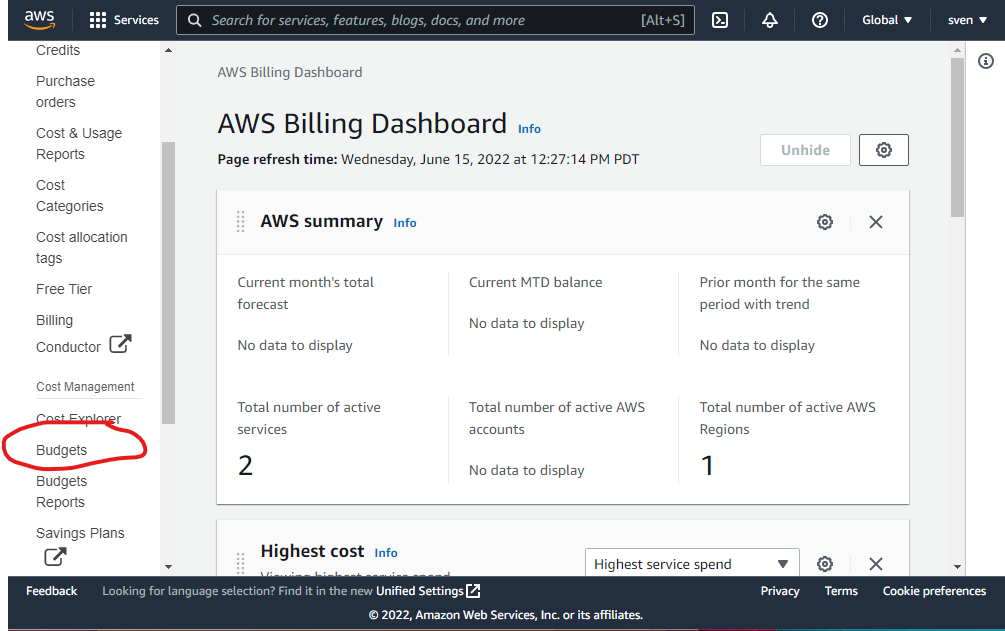 aws
Services
Search for services, features, blogs, docs, and more
[Alt+S]
Global ▼
sven ▼
Credits
Purchase
orders
Cost & Usage
Reports
Cost
Categories
Cost allocation
tags
Free Tier
Billing
Conductor
Cost Management
Cost Explorer
Budgets
Budgets
Reports
Savings Plans
AWS Billing Dashboard
AWS Billing Dashboard Info
Page refresh time: Wednesday, June 15, 2022 at 12:27:14 PM PDT
Unhide
AWS summary Info
Current month's total
forecast
No data to display
Current MTD balance
No data to display
Prior month for the same
period with trend
No data to display
Total number of active
services
2
Total number of active AWS
accounts
No data to display
Total number of active AWS
Regions
1
Highest cost Info
Viewing highest service spend
Highest service spend
Feedback
Looking for language selection? Find it in the new Unified Settings
Privacy
Terms
Cookie preferences
© 2022, Amazon Web Services, Inc. or its affiliates.